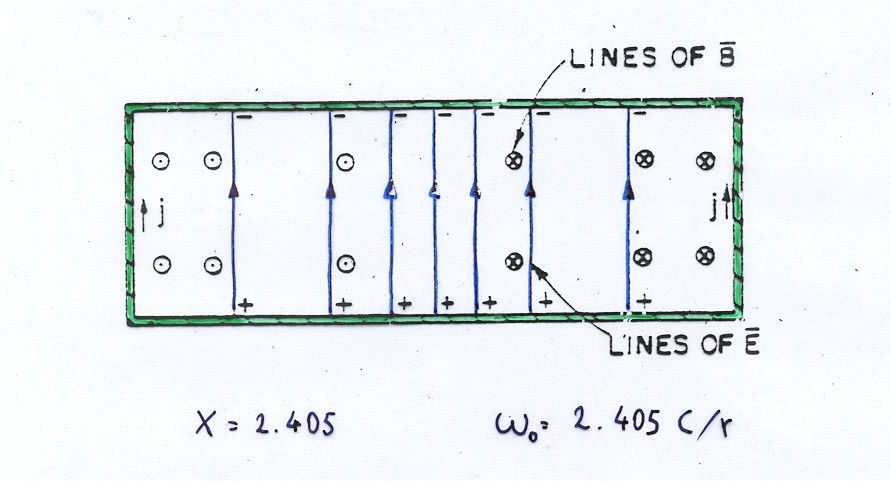 LINES OF B̅
− − − − − − −
j j
+ + + + + + +
LINES OF E̅
X = 2.405 ω₀= 2.405 C/r